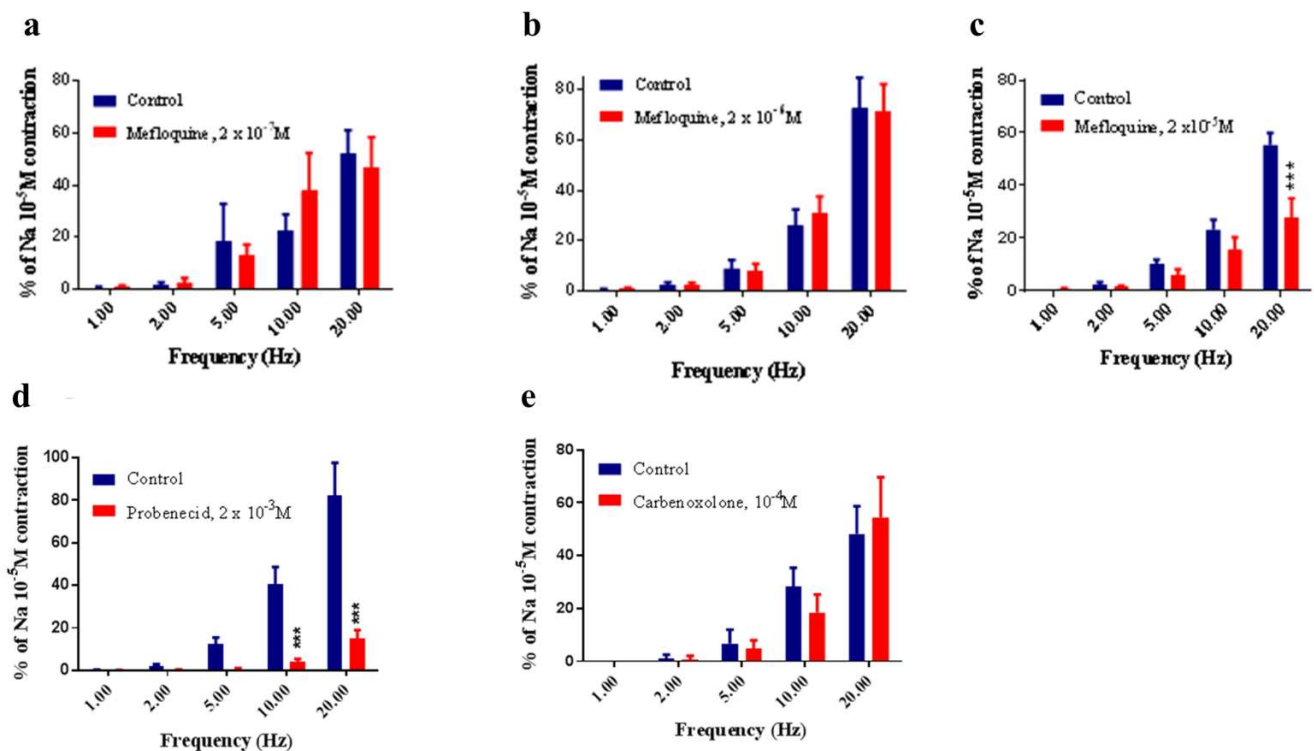 a
80
60
40
20
0
% of Na 10⁻⁵M contraction
Control
Mefloquine, 2 x 10⁻⁷M
1.00 2.00 5.00 10.00 20.00
Frequency (Hz)
b
80
60
40
20
0
% of Na 10⁻⁵M contraction
Control
Mefloquine, 2 x 10⁻⁶M
1.00 2.00 5.00 10.00 20.00
Frequency (Hz)
c
80
60
40
20
0
% of Na 10⁻⁵M contraction
Control
Mefloquine, 2 x10⁻⁵M
***
1.00 2.00 5.00 10.00 20.00
Frequency (Hz)
d
100
80
60
40
20
0
% of Na 10⁻⁵M contraction
Control
Probenecid, 2 x 10⁻³M
***
***
1.00 2.00 5.00 10.00 20.00
Frequency (Hz)
e
80
60
40
20
0
% of Na 10⁻⁵M contraction
Control
Carbenoxolone, 10⁻⁴M
1.00 2.00 5.00 10.00 20.00
Frequency (Hz)